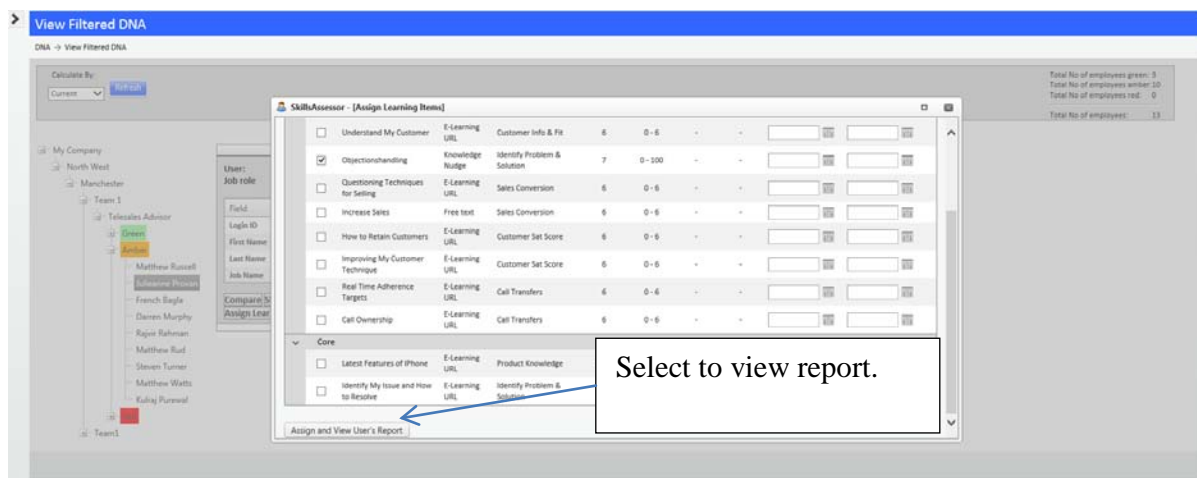 View Filtered DNA
DNA -> View Filtered DNA
Calculate By:
Current
Refresh
Total No of employees green: 3
Total No of employees amber: 10
Total No of employees red: 0
Total No of employees: 13
My Company
North West
Manchester
Team 1
Telesales Advisor
Green
Amber
Matthew Russell
French Bagla
Darren Murphy
Rajvir Rahman
Matthew Rud
Steven Turner
Matthew Watts
Kulraj Purewal
Team1
User:
Job role
Field
Login ID
First Name
Last Name
Job Name
Compare
Assign Lear
SkillsAssessor - [Assign Learning Items]
Understand My Customer E-Learning URL Customer Info & Fit 6 0 - 6 - -
Objectionshandling Knowledge Nudge Identify Problem & Solution 7 0 - 100 - -
Questioning Techniques for Selling E-Learning URL Sales Conversion 6 0 - 6 - -
Increase Sales Free text Sales Conversion 6 0 - 6 - -
How to Retain Customers E-Learning URL Customer Sat Score 6 0 - 6 - -
Improving My Customer Technique E-Learning URL Customer Sat Score 6 0 - 6 - -
Real Time Adherence Targets E-Learning URL Call Transfers 6 0 - 6 - -
Call Ownership E-Learning URL Call Transfers 6 0 - 6 - -
Core
Latest Features of iPhone E-Learning URL Product Knowledge
Identify My Issue and How to Resolve E-Learning URL Identify Problem & Solution
Assign and View User's Report
Select to view report.